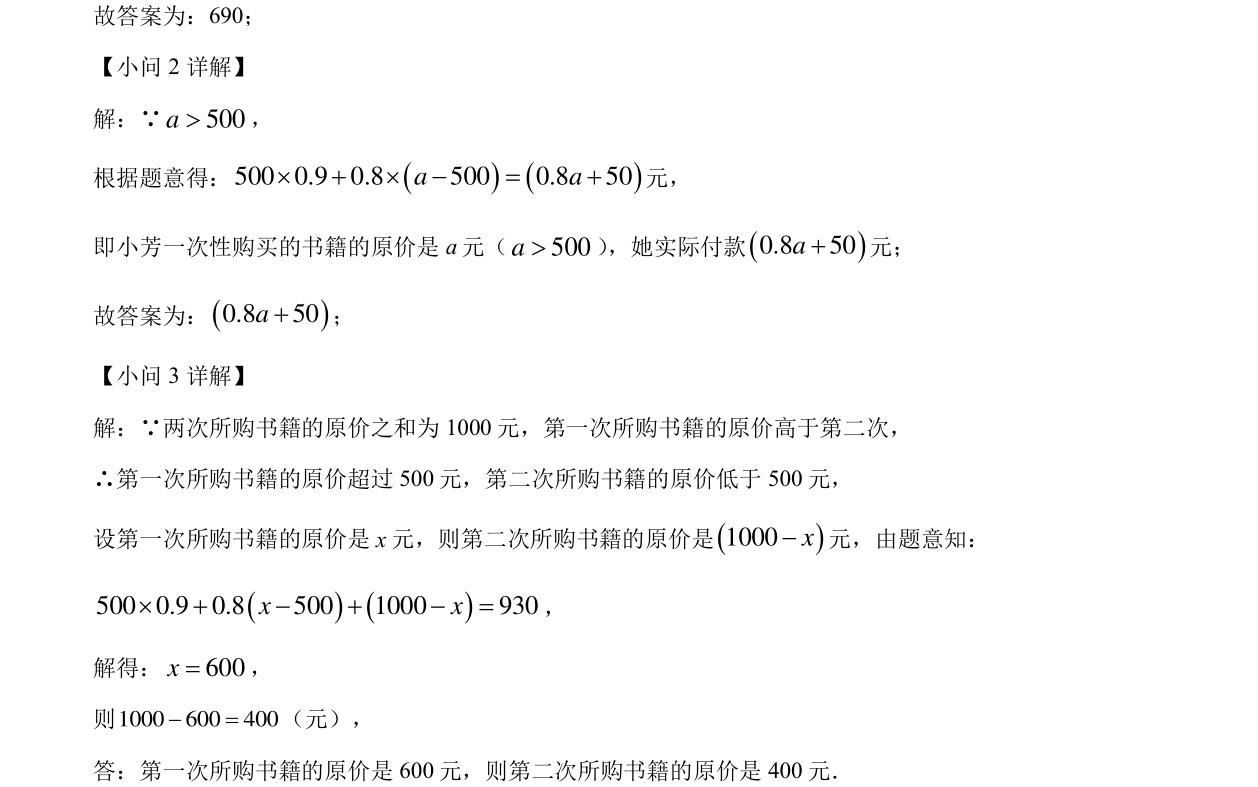 故答案为：690；
【小问 2 详解】
解：∵ a > 500，
根据题意得：500×0.9+0.8×(a−500)=(0.8a+50)元，
即小芳一次性购买的书籍的原价是 a 元（a > 500），她实际付款(0.8a+50)元；
故答案为：(0.8a+50)；
【小问 3 详解】
解：∵两次所购书籍的原价之和为 1000 元，第一次所购书籍的原价高于第二次，
∴第一次所购书籍的原价超过 500 元，第二次所购书籍的原价低于 500 元，
设第一次所购书籍的原价是 x 元，则第二次所购书籍的原价是(1000−x)元，由题意知：
500×0.9+0.8(x−500)+(1000−x)=930，
解得：x=600，
则1000−600=400（元），
答：第一次所购书籍的原价是 600 元，则第二次所购书籍的原价是 400 元．